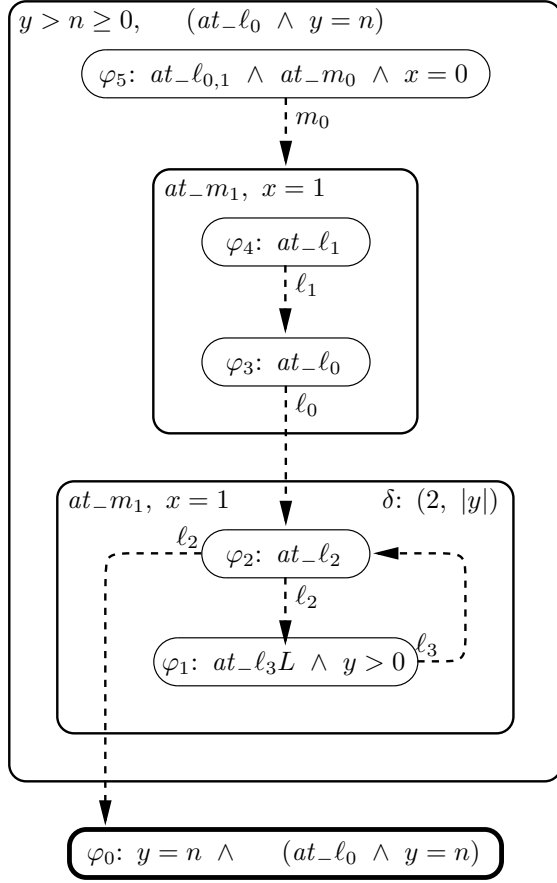 y > n ≥ 0, (at_ℓ₀ ∧ y = n)
φ₅: at_ℓ₀,₁ ∧ at_m₀ ∧ x = 0
m₀
at_m₁, x = 1
φ₄: at_ℓ₁
ℓ₁
φ₃: at_ℓ₀
ℓ₀
at_m₁, x = 1 δ: (2, |y|)
ℓ₂
φ₂: at_ℓ₂
ℓ₂
φ₁: at_ℓ₃L ∧ y > 0
ℓ₃
φ₀: y = n ∧ (at_ℓ₀ ∧ y = n)